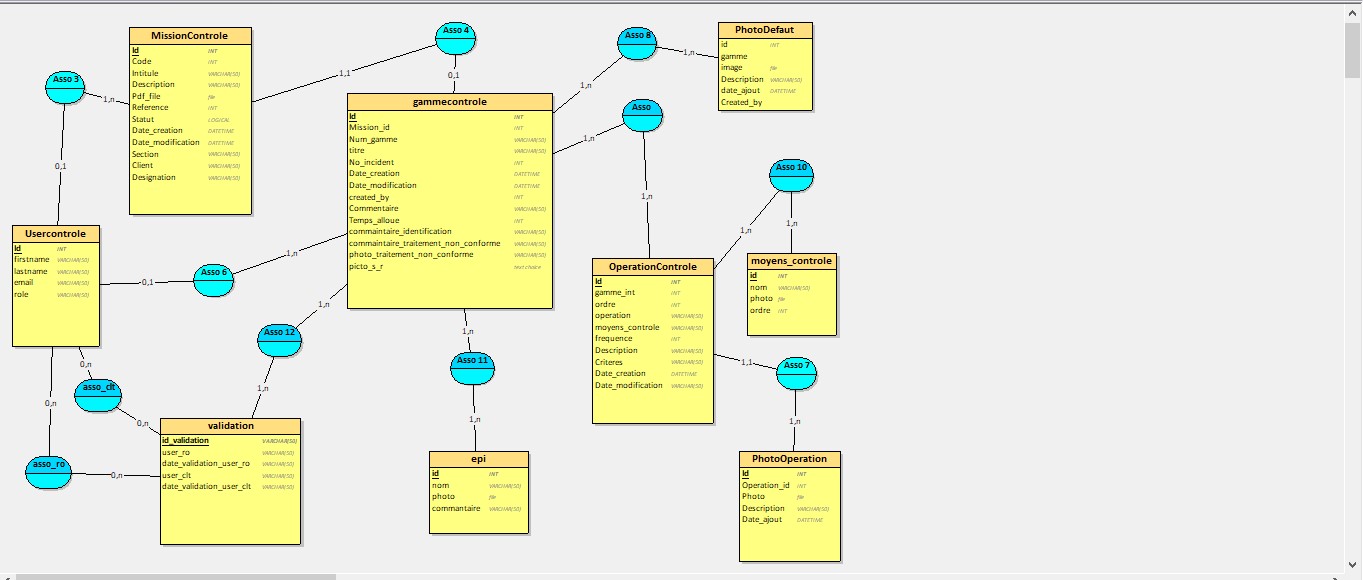 MissionControle
Id INT
Code INT
Intitule VARCHAR(50)
Description VARCHAR(50)
Pdf_file file
Reference INT
Statut LOGICAL
Date_creation DATETIME
Date_modification DATETIME
Section VARCHAR(50)
Client VARCHAR(50)
Designation VARCHAR(50)
Asso 4
Asso 8
PhotoDefaut
id INT
gamme
image file
Description VARCHAR(50)
date_ajout DATETIME
Created_by
Asso 3
1,n
1,1
0,1
1,n
1,n
gammecontrole
Id INT
Mission_id INT
Num_gamme VARCHAR(50)
titre VARCHAR(50)
No_incident INT
Date_creation DATETIME
Date_modification DATETIME
created_by INT
Commentaire VARCHAR(50)
Temps_alloue INT
commaintaire_identification VARCHAR(50)
commaintaire_traitement_non_conforme VARCHAR(50)
photo_traitement_non_conforme VARCHAR(50)
picto_s_r text choice
Asso
1,n
0,1
1,n
Asso 10
1,n
1,n
Usercontrole
Id INT
firstname VARCHAR(50)
lastname VARCHAR(50)
email VARCHAR(50)
role VARCHAR(50)
0,1
Asso 6
1,n
OperationControle
Id INT
gamme_int INT
ordre INT
operation VARCHAR(50)
moyens_controle VARCHAR(50)
frequence INT
Description VARCHAR(50)
Criteres VARCHAR(50)
Date_creation DATETIME
Date_modification VARCHAR(50)
moyens_controle
id INT
nom VARCHAR(50)
photo file
ordre INT
1,n
Asso 12
1,n
1,n
Asso 11
1,n
1,1
Asso 7
1,n
0,n
asso_clt
0,n
0,n
asso_ro
0,n
validation
id_validation VARCHAR(50)
user_ro VARCHAR(50)
date_validation_user_ro VARCHAR(50)
user_clt VARCHAR(50)
date_validation_user_clt VARCHAR(50)
epi
id INT
nom VARCHAR(50)
photo file
commantaire VARCHAR(50)
PhotoOperation
Id INT
Operation_id INT
Photo file
Description VARCHAR(50)
Date_ajout DATETIME